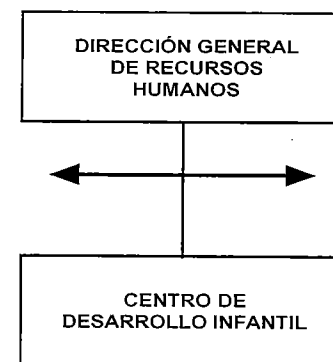 DIRECCIÓN GENERAL
DE RECURSOS
HUMANOS
CENTRO DE
DESARROLLO INFANTIL